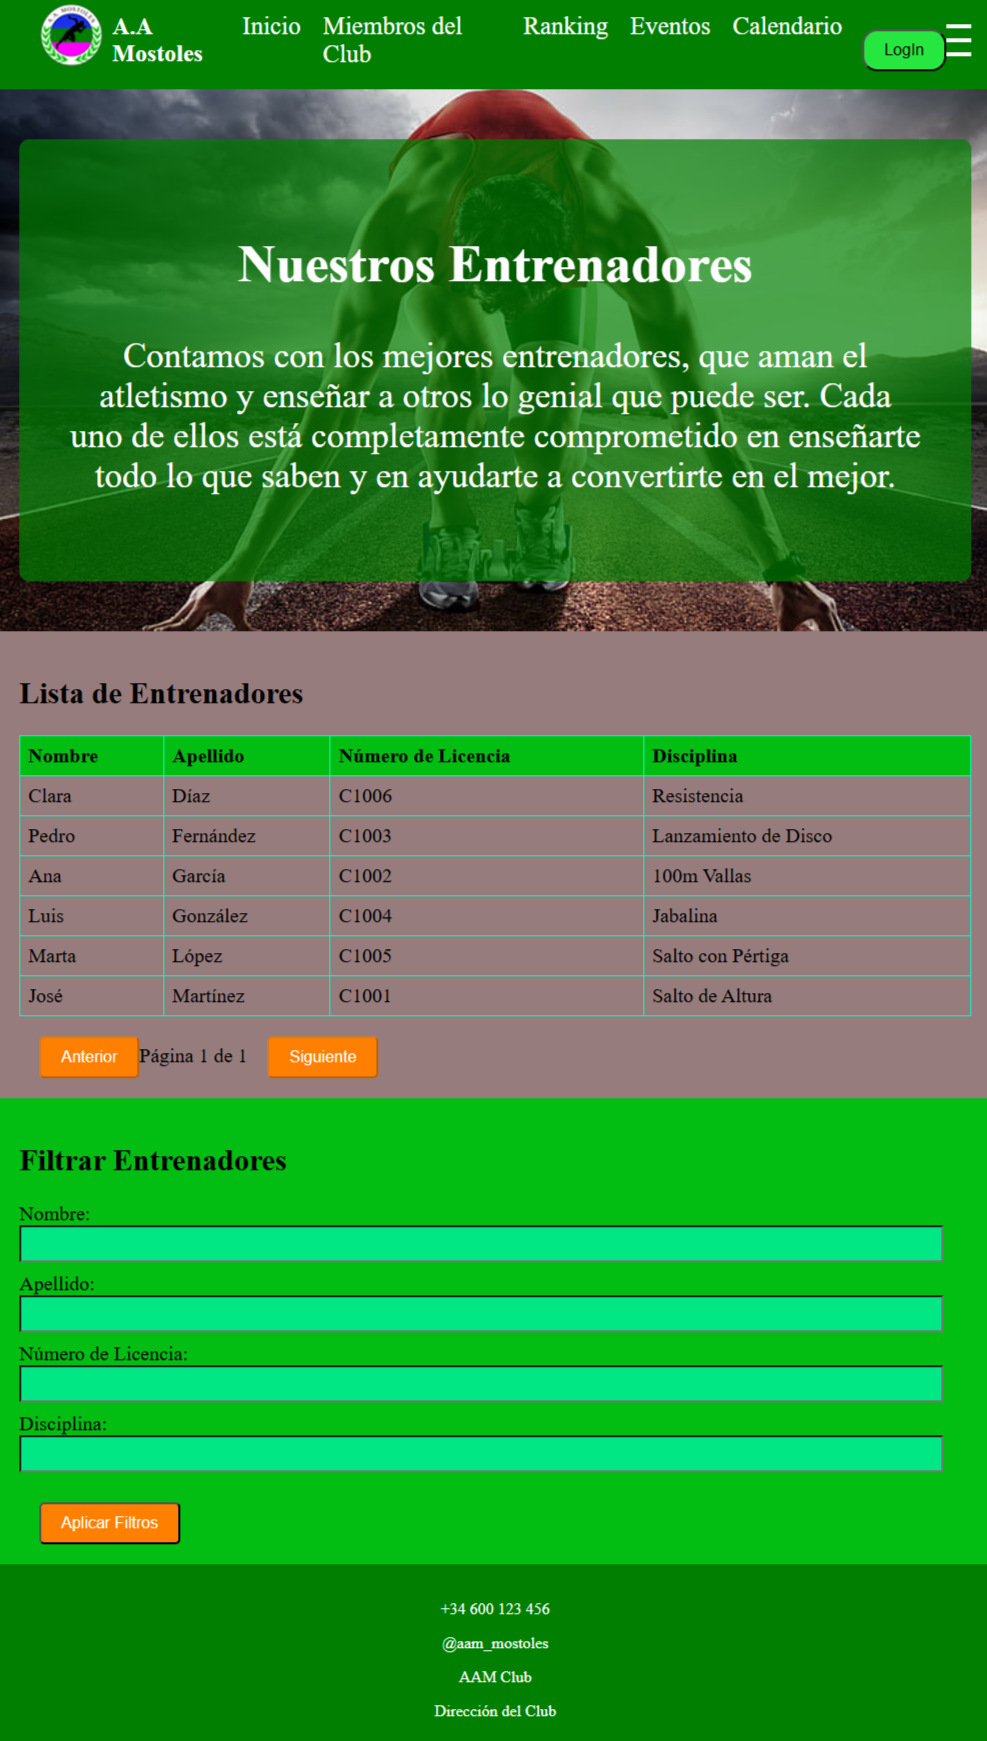 A.A
Mostoles
Inicio
Miembros del
Club
Ranking
Eventos
Calendario
LogIn
A.A. MOSTOLES
Nuestros Entrenadores
Contamos con los mejores entrenadores, que aman el
atletismo y enseñar a otros lo genial que puede ser. Cada
uno de ellos está completamente comprometido en enseñarte
todo lo que saben y en ayudarte a convertirte en el mejor.
Lista de Entrenadores
Nombre Apellido Número de Licencia Disciplina
Clara Díaz C1006 Resistencia
Pedro Fernández C1003 Lanzamiento de Disco
Ana García C1002 100m Vallas
Luis González C1004 Jabalina
Marta López C1005 Salto con Pértiga
José Martínez C1001 Salto de Altura
Anterior Página 1 de 1 Siguiente
Filtrar Entrenadores
Nombre:
Apellido:
Número de Licencia:
Disciplina:
Aplicar Filtros
+34 600 123 456
@aam_mostoles
AAM Club
Dirección del Club